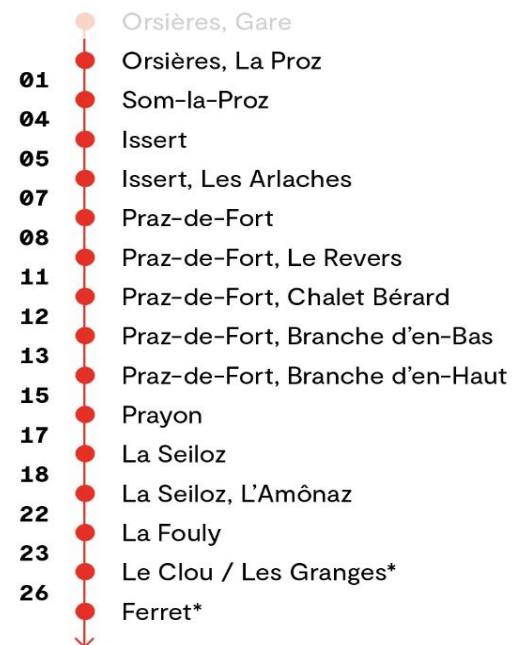 Orsières, Gare
Orsières, La Proz
01
Som-la-Proz
04
Issert
05
Issert, Les Arlaches
07
Praz-de-Fort
08
Praz-de-Fort, Le Revers
11
Praz-de-Fort, Chalet Bérard
12
Praz-de-Fort, Branche d’en-Bas
13
Praz-de-Fort, Branche d’en-Haut
15
Prayon
17
La Seiloz
18
La Seiloz, L’Amônaz
22
La Fouly
23
Le Clou / Les Granges*
26
Ferret*